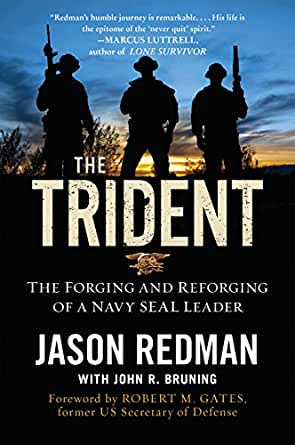 "Redman's humble journey is remarkable. . . . His life is
the epitome of the 'never quit' spirit."
—MARCUS LUTTRELL,
author of LONE SURVIVOR
THE
TRIDENT
THE FORGING AND REFORGING
OF A NAVY SEAL LEADER
JASON REDMAN
WITH JOHN R. BRUNING
Foreword by ROBERT M. GATES,
former US Secretary of Defense